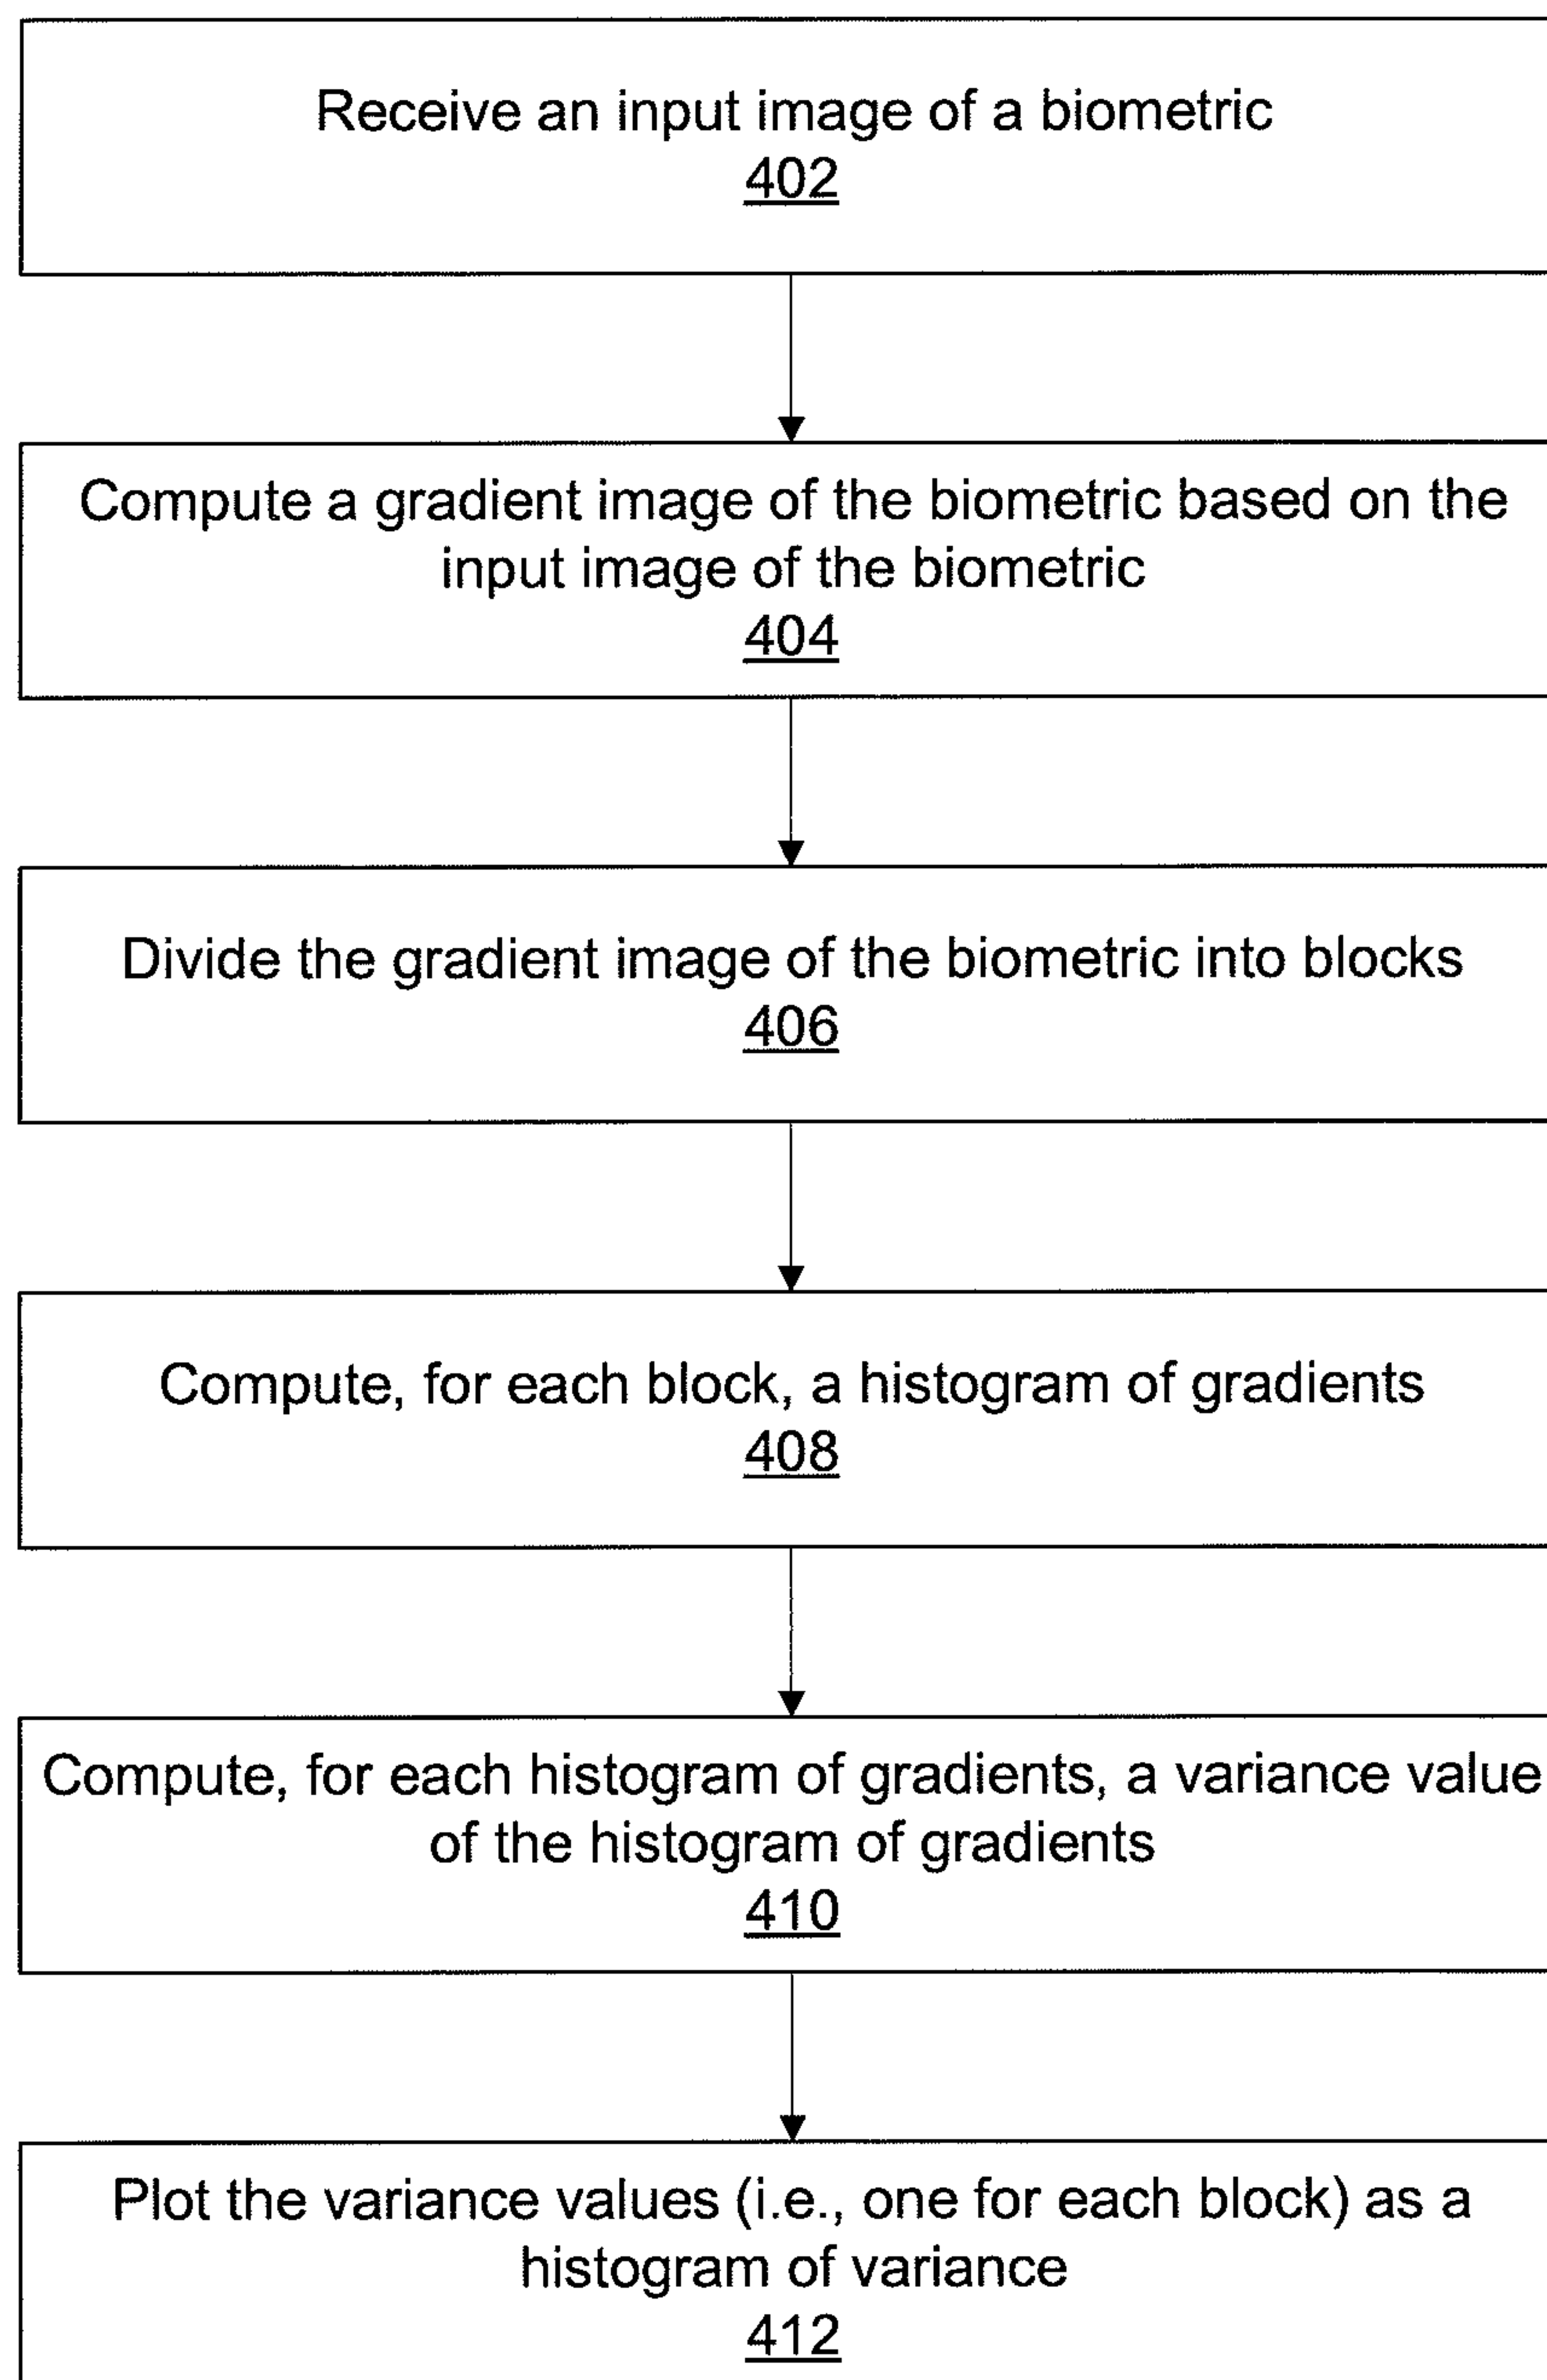 Receive an input image of a biometric
402
Compute a gradient image of the biometric based on the
input image of the biometric
404
Divide the gradient image of the biometric into blocks
406
Compute, for each block, a histogram of gradients
408
Compute, for each histogram of gradients, a variance value
of the histogram of gradients
410
Plot the variance values (i.e., one for each block) as a
histogram of variance
412